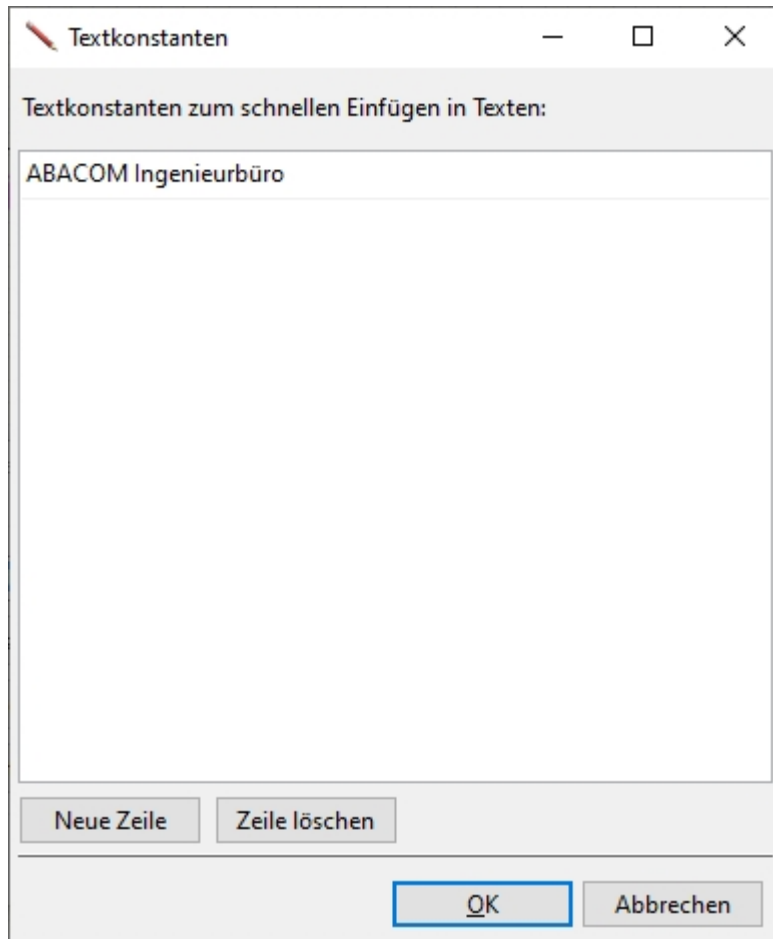 Textkonstanten
Textkonstanten zum schnellen Einfügen in Texten:
ABACOM Ingenieurbüro
Neue Zeile Zeile löschen
OK Abbrechen